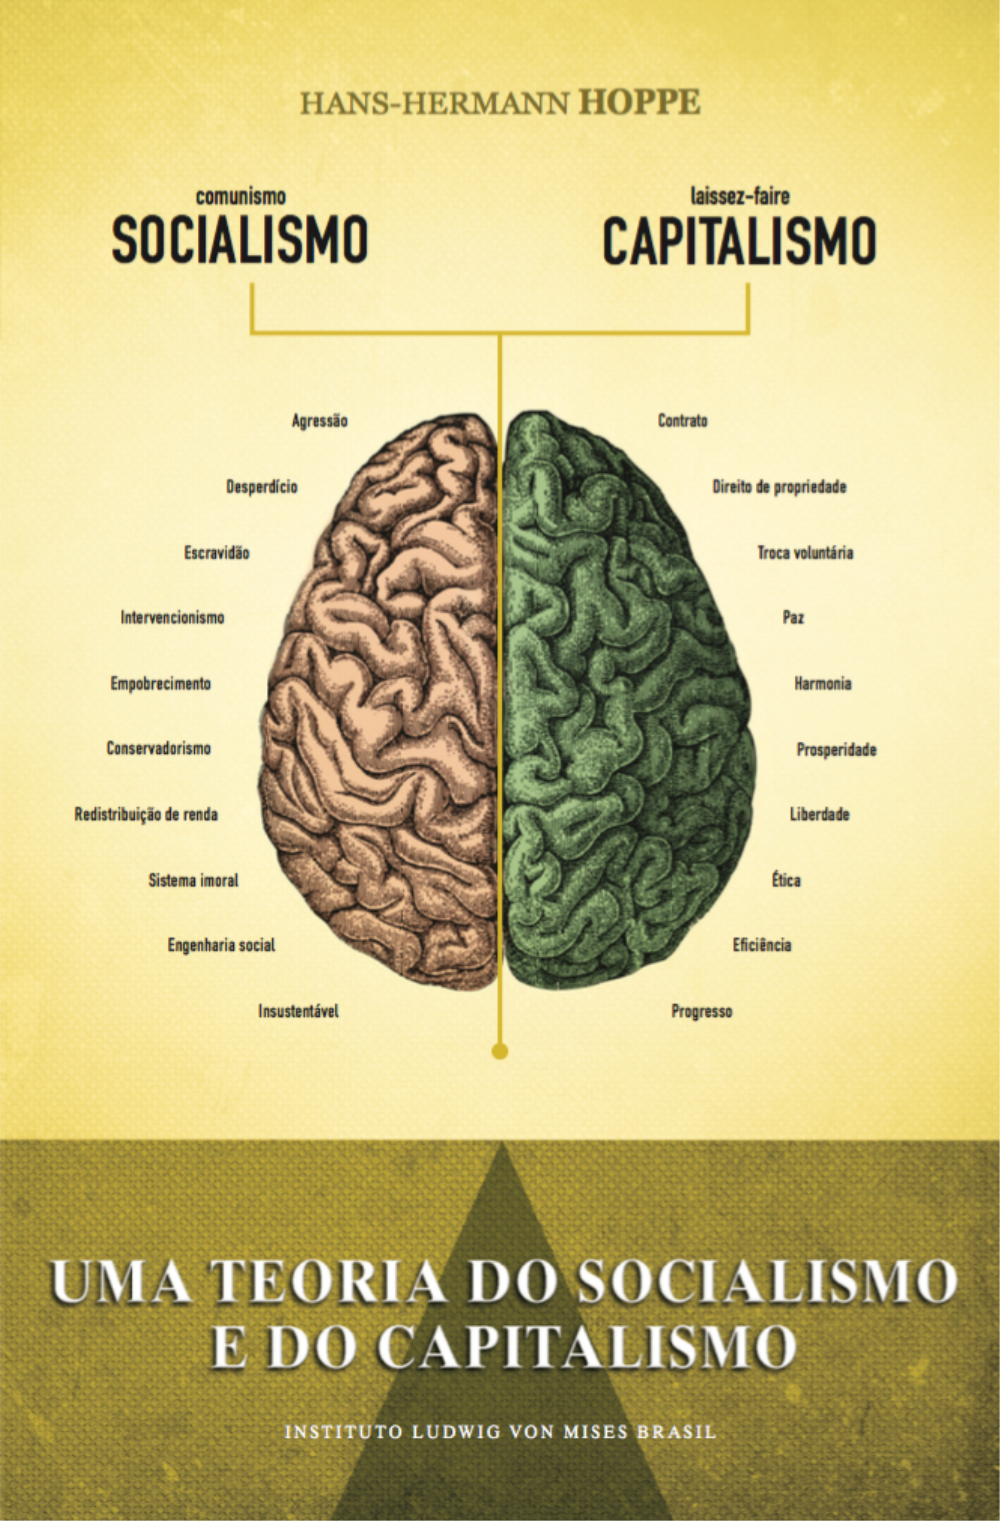 HANS-HERMANN HOPPE
comunismo
SOCIALISMO
laissez-faire
CAPITALISMO
Agressão
Desperdício
Escravidão
Intervencionismo
Empobrecimento
Conservadorismo
Redistribuição de renda
Sistema imoral
Engenharia social
Insustentável
Contrato
Direito de propriedade
Troca voluntária
Paz
Harmonia
Prosperidade
Liberdade
Ética
Eficiência
Progresso
UMA TEORIA DO SOCIALISMO
E DO CAPITALISMO
INSTITUTO LUDWIG VON MISES BRASIL